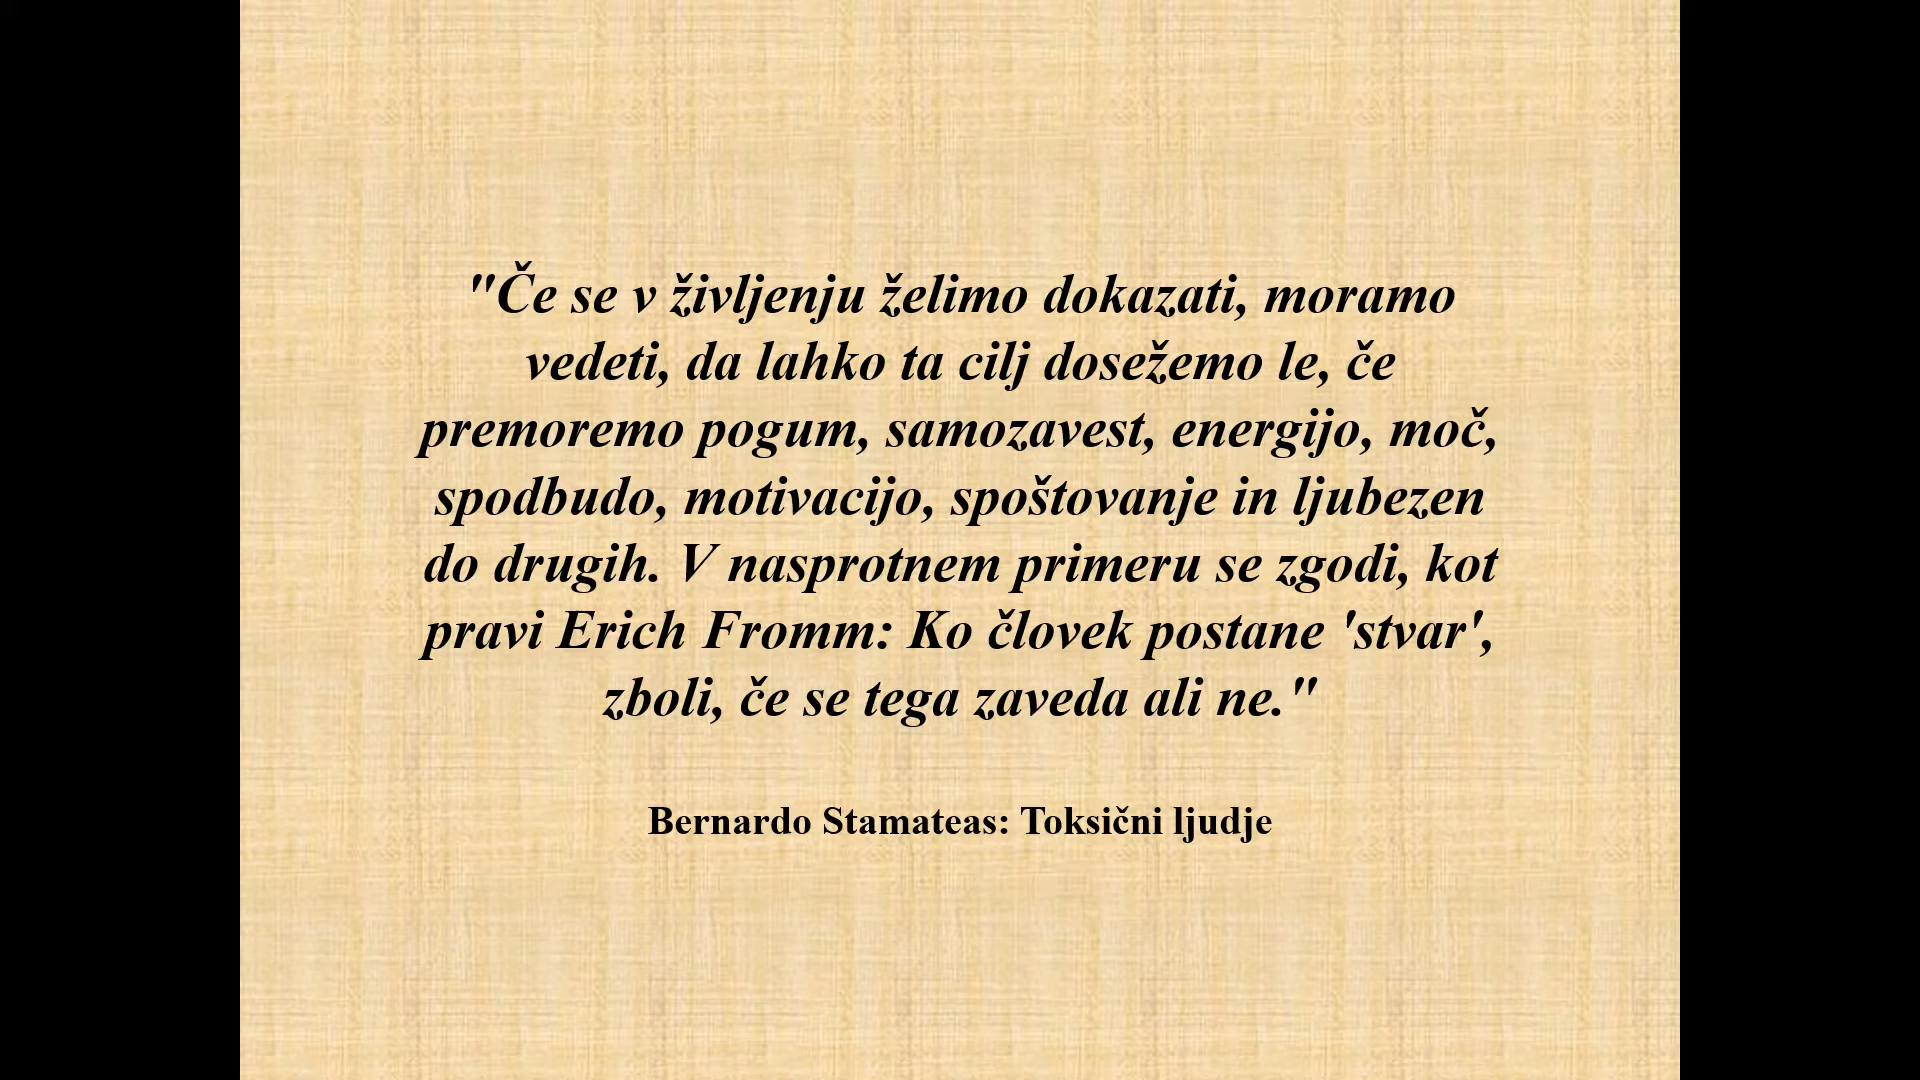 "Če se v življenju želimo dokazati, moramo
vedeti, da lahko ta cilj dosežemo le, če
premoremo pogum, samozavest, energijo, moč,
spodbudo, motivacijo, spoštovanje in ljubezen
do drugih. V nasprotnem primeru se zgodi, kot
pravi Erich Fromm: Ko človek postane 'stvar',
zboli, če se tega zaveda ali ne."
Bernardo Stamateas: Toksični ljudje